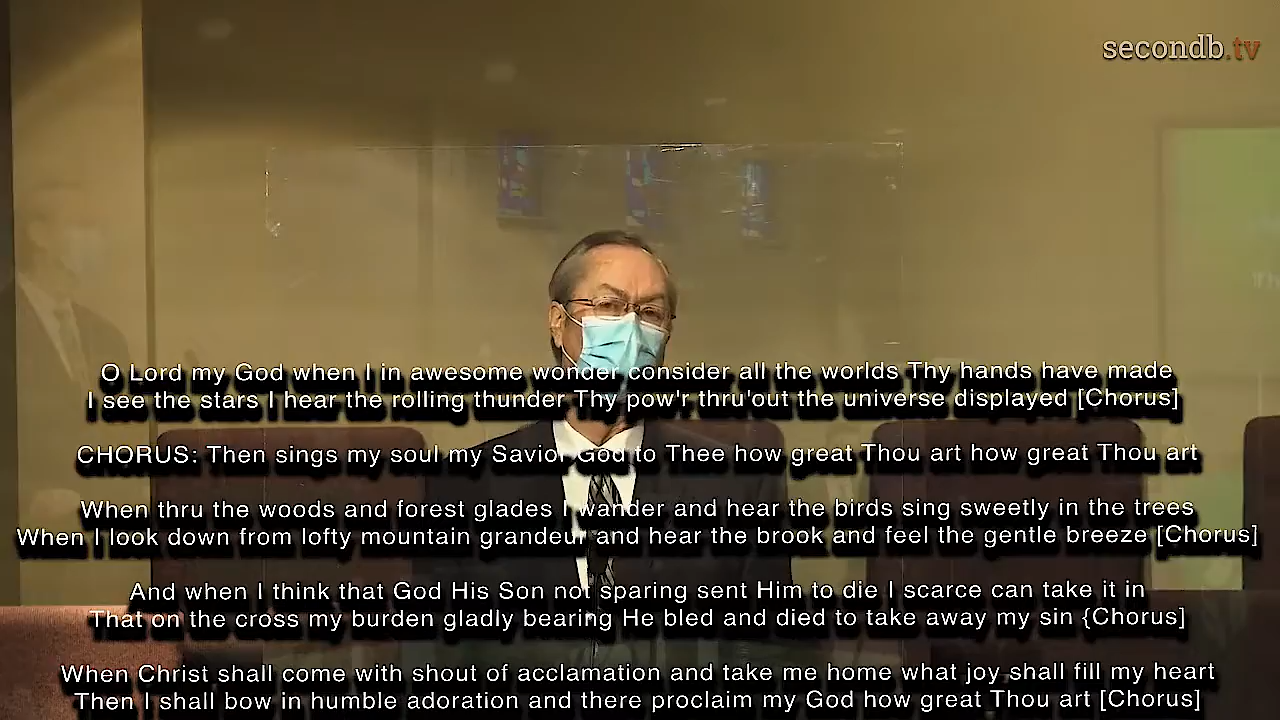 secondb.tv
O Lord my God when I in awesome wonder consider all the worlds Thy hands have made
I see the stars I hear the rolling thunder Thy pow'r thru'out the universe displayed [Chorus]
CHORUS: Then sings my soul my Savior God to Thee how great Thou art how great Thou art
When thru the woods and forest glades I wander and hear the birds sing sweetly in the trees
When I look down from lofty mountain grandeur and hear the brook and feel the gentle breeze [Chorus]
And when I think that God His Son not sparing sent Him to die I scarce can take it in
That on the cross my burden gladly bearing He bled and died to take away my sin {Chorus]
When Christ shall come with shout of acclamation and take me home what joy shall fill my heart
Then I shall bow in humble adoration and there proclaim my God how great Thou art [Chorus]